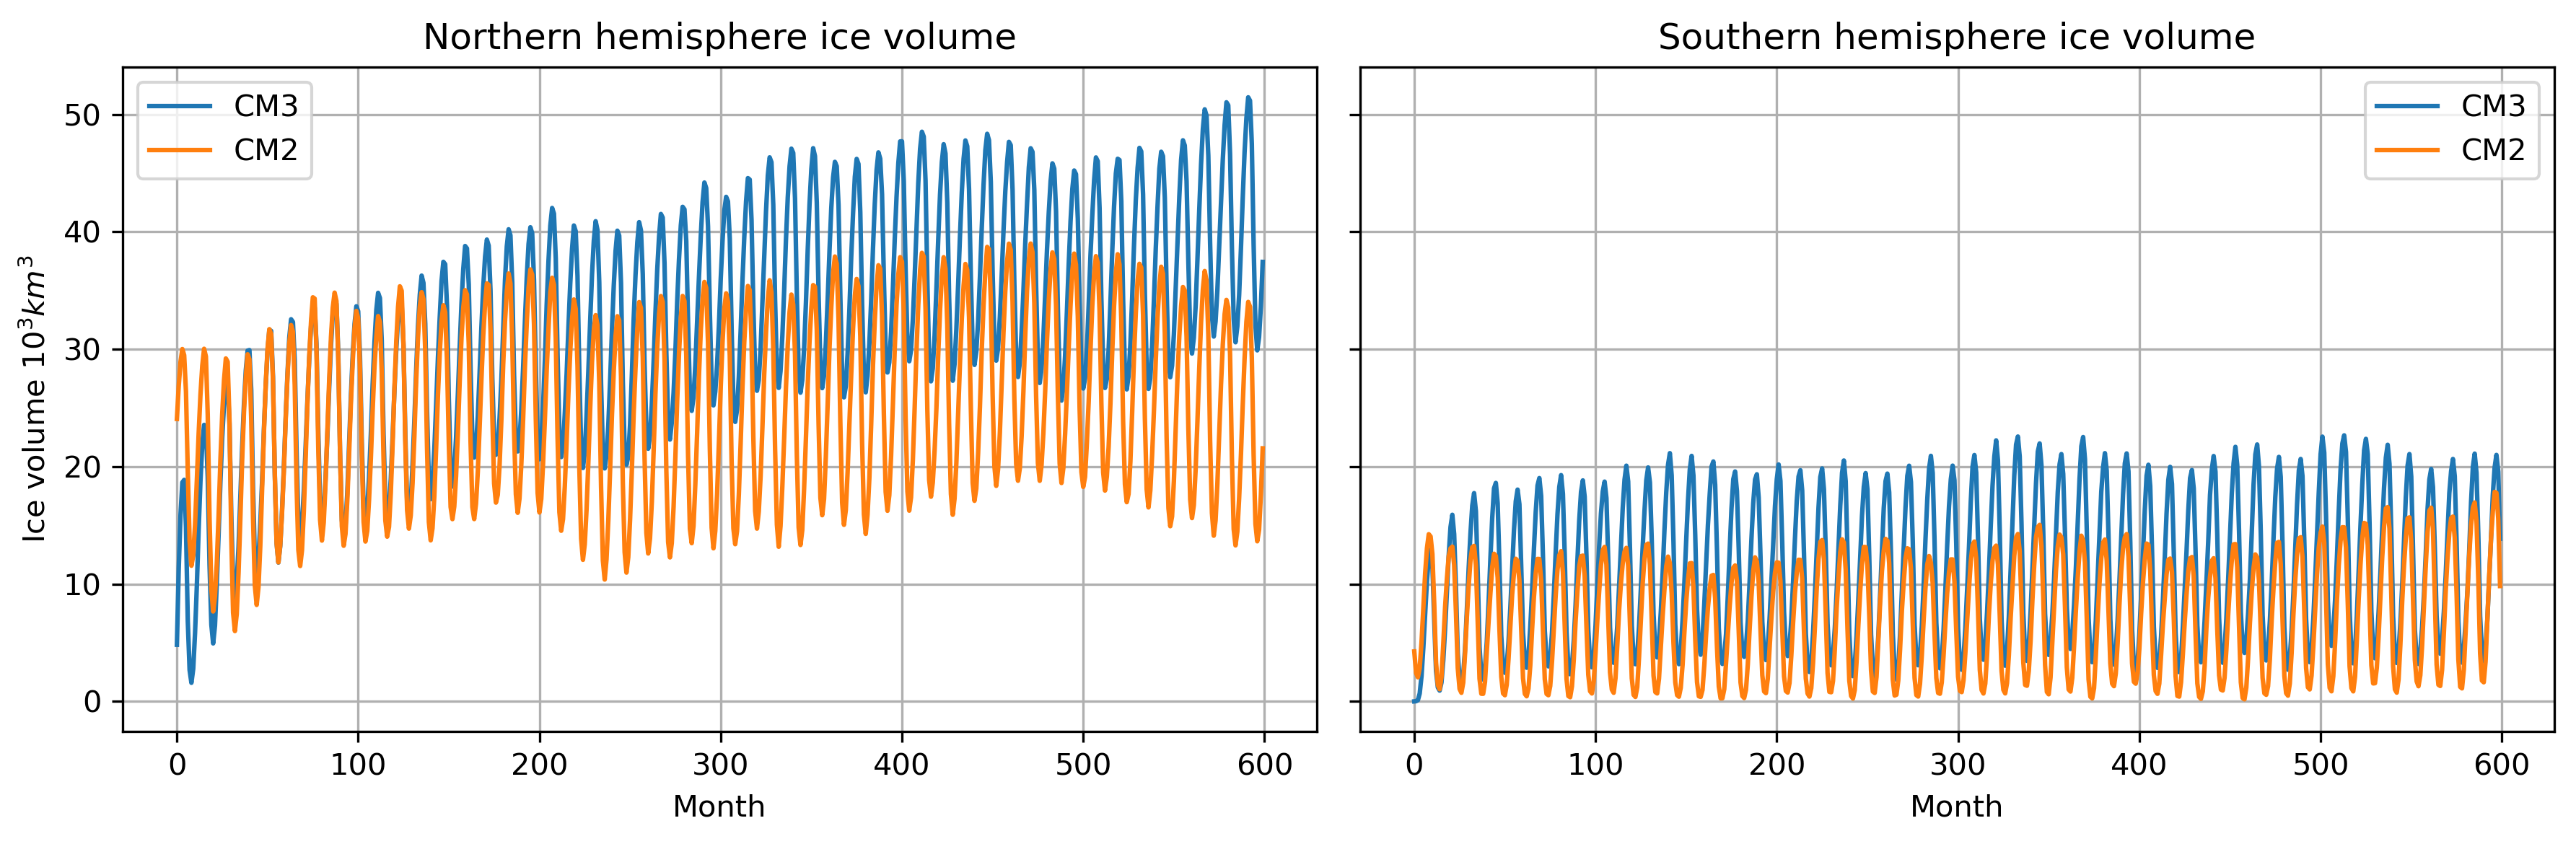 Northern hemisphere ice volume
CM3
CM2
50
40
30
20
10
0
Ice volume 10³km³
0 100 200 300 400 500 600
Month
Southern hemisphere ice volume
CM3
CM2
0 100 200 300 400 500 600
Month